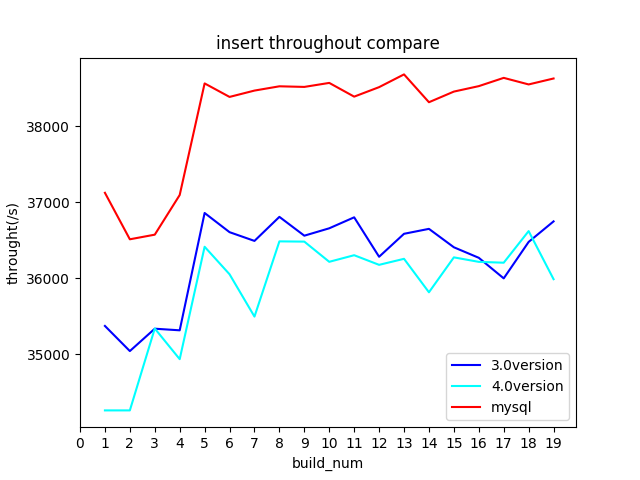 insert throughout compare
throught(/s)
38000
37000
36000
35000
3.0version
4.0version
mysql
0 1 2 3 4 5 6 7 8 9 10 11 12 13 14 15 16 17 18 19
build_num